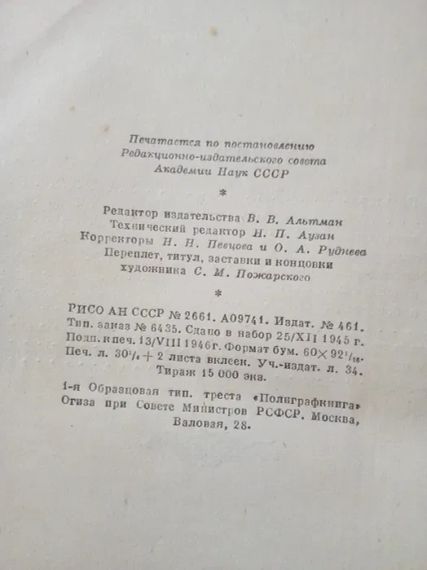 Печатается по постановлению
Редакционно-издательского совета
Академии Наук СССР
*
Редактор издательства В. В. Альтман
Технический редактор Н. П. Аузан
Корректоры Н. Н. Певцова и О. А. Руднева
Переплет, титул, заставки и концовки
художника С. М. Пожарского
*
РИСО АН СССР № 2661. А09741. Издат. № 461.
Тип. заказ № 6435. Сдано в набор 25/XII 1945 г.
Подп. к печ. 13/VIII 1946 г. Формат бум. 60×92 1/16.
Печ. л. + 2 листа вклеек. Уч.-издат. л. 34.
Тираж 15 000 экз.
1-я Образцовая тип. треста «Полиграфкнига»
Огиза при Совете Министров РСФСР. Москва,
Валовая, 28.